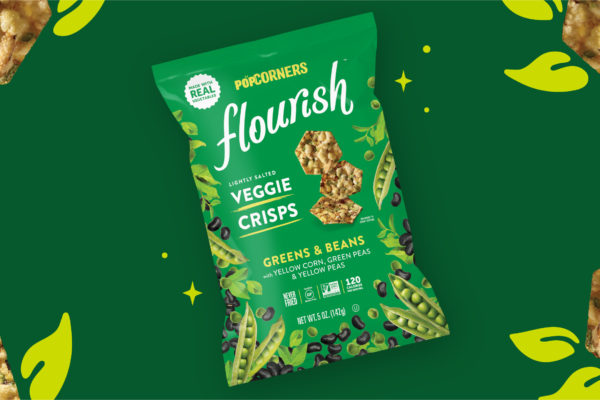 MADE WITH
REAL
VEGETABLES
POPCORNERS
flourish™
LIGHTLY SALTED
VEGGIE
CRISPS
GREENS & BEANS
with YELLOW CORN, GREEN PEAS
& YELLOW PEAS
NEVER
FRIED
120
NET WT. 5 OZ. (142g)